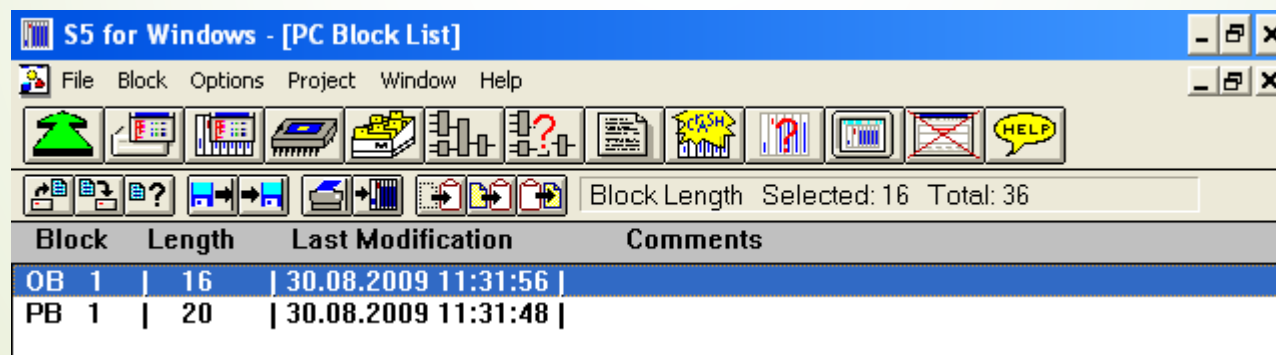 S5 for Windows - [PC Block List]
File Block Options Project Window Help
M ? CRASH ? HELP
? Block Length Selected: 16 Total: 36
Block Length Last Modification Comments
OB 1 | 16 | 30.08.2009 11:31:56 |
PB 1 | 20 | 30.08.2009 11:31:48 |